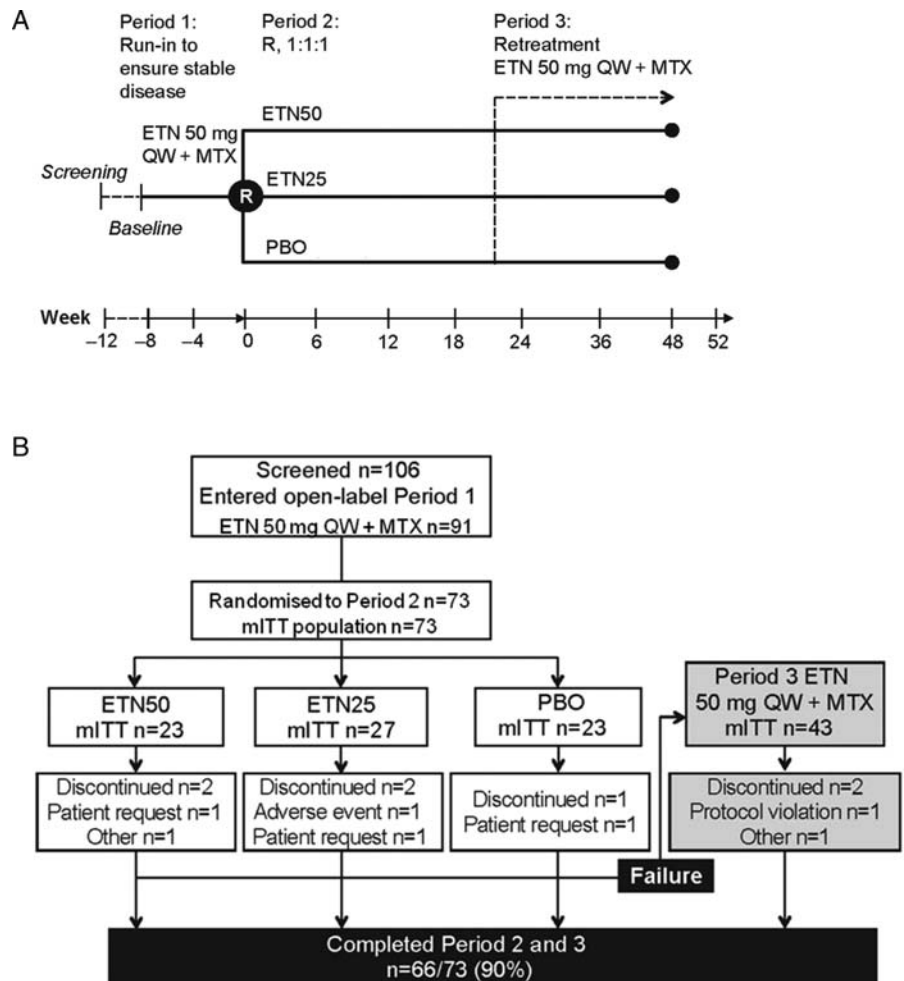 A
Period 1:
Run-in to
ensure stable
disease
Period 2:
R, 1:1:1
Period 3:
Retreatment
ETN 50 mg QW + MTX
ETN 50 mg
QW + MTX
ETN50
Screening
R
ETN25
Baseline
PBO
Week
–12 –8 –4 0 6 12 18 24 36 48 52
B
Screened n=106
Entered open-label Period 1
ETN 50 mg QW + MTX n=91
Randomised to Period 2 n=73
mITT population n=73
ETN50
mITT n=23
ETN25
mITT n=27
PBO
mITT n=23
Period 3 ETN
50 mg QW + MTX
mITT n=43
Discontinued n=2
Patient request n=1
Other n=1
Discontinued n=2
Adverse event n=1
Patient request n=1
Discontinued n=1
Patient request n=1
Discontinued n=2
Protocol violation n=1
Other n=1
Failure
Completed Period 2 and 3
n=66/73 (90%)